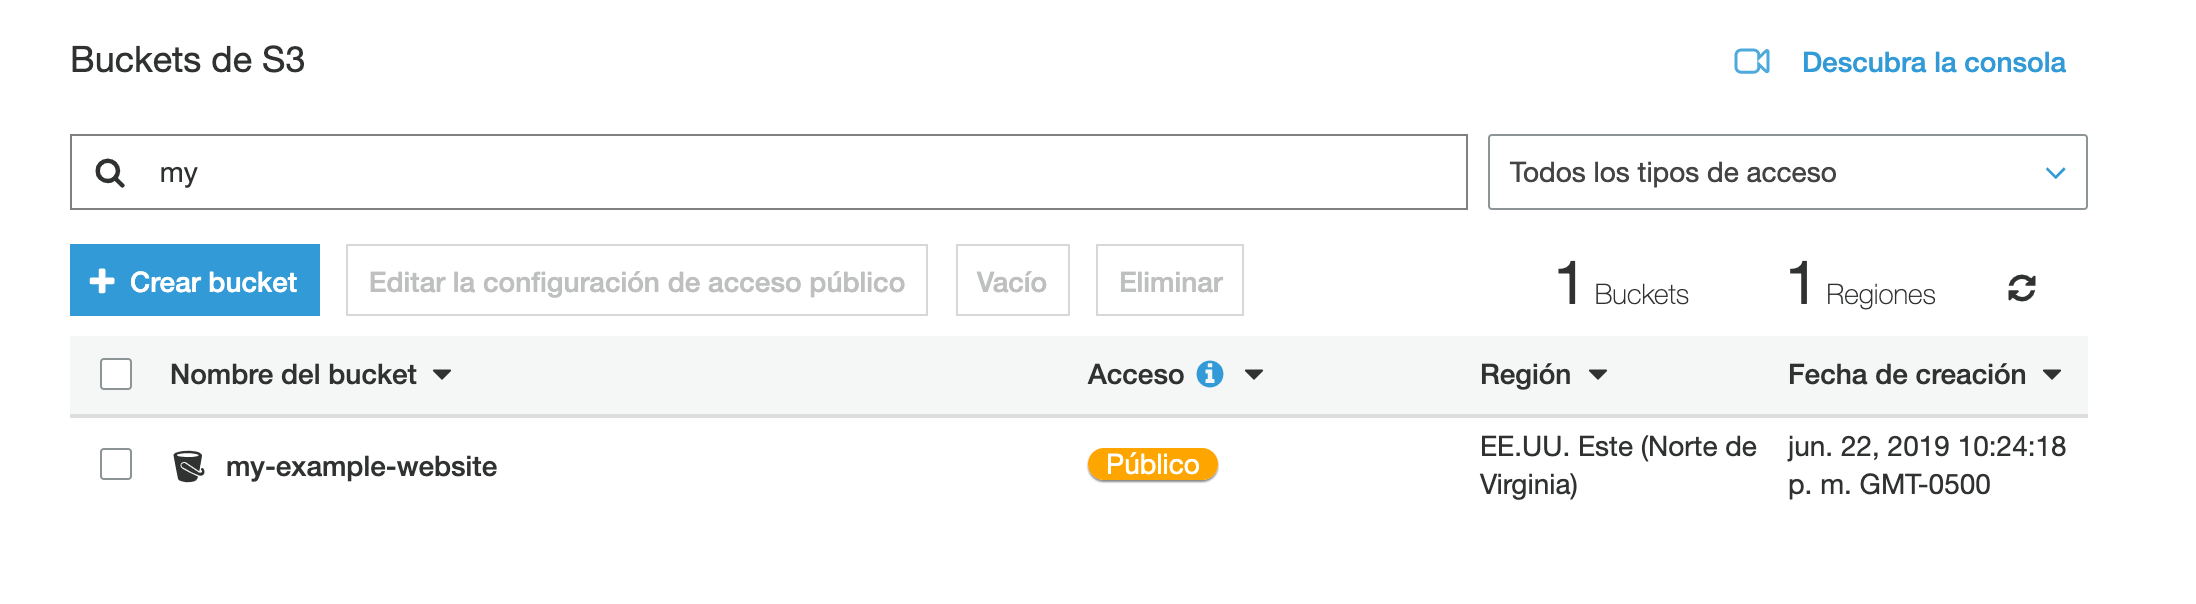 Buckets de S3
Descubra la consola
my
Todos los tipos de acceso
Crear bucket
Editar la configuración de acceso público
Vacío
Eliminar
1 Buckets
1 Regiones
Nombre del bucket
Acceso
Región
Fecha de creación
my-example-website
Público
EE.UU. Este (Norte de
Virginia)
jun. 22, 2019 10:24:18
p. m. GMT-0500